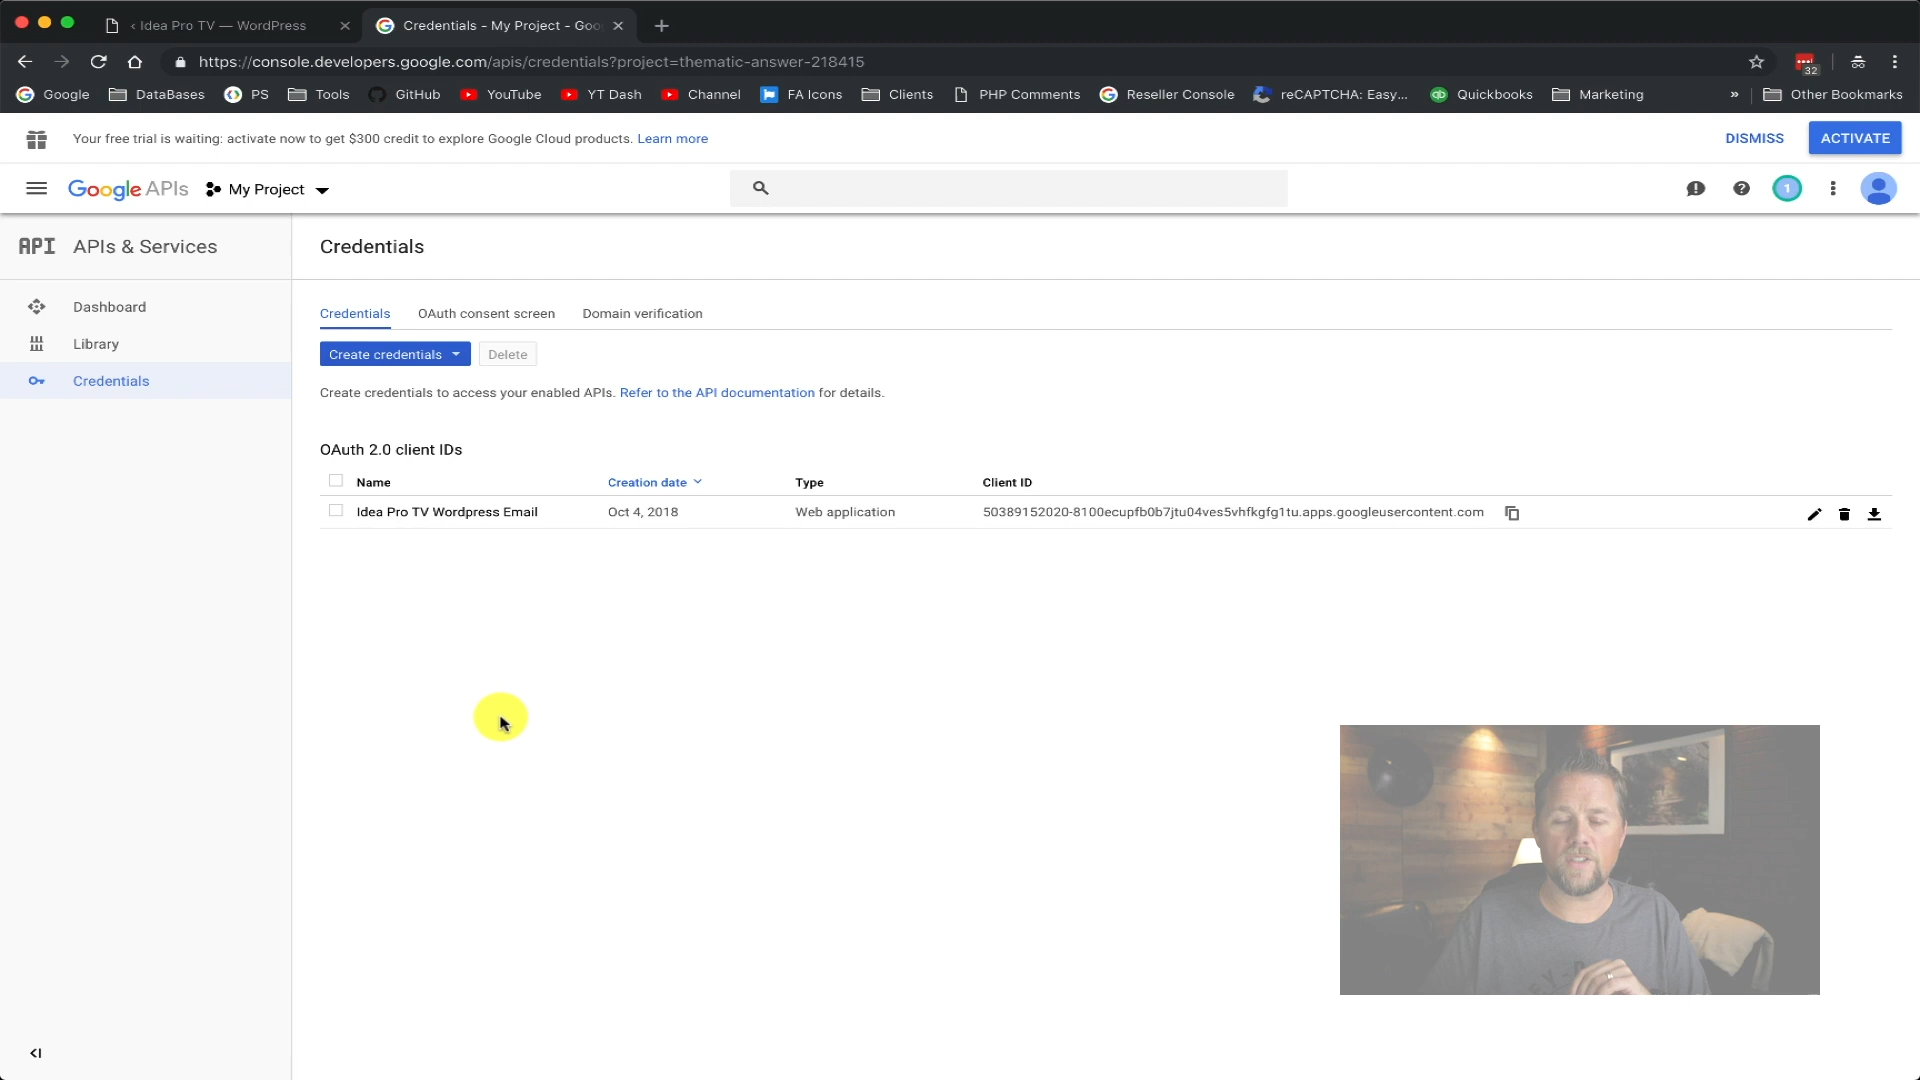 ‹ Idea Pro TV — WordPress
Credentials - My Project - Goo
https://console.developers.google.com/apis/credentials?project=thematic-answer-218415
32
Google DataBases PS Tools GitHub YouTube YT Dash Channel FA Icons Clients PHP Comments Reseller Console reCAPTCHA: Easy... Quickbooks Marketing » Other Bookmarks
Your free trial is waiting: activate now to get $300 credit to explore Google Cloud products. Learn more
DISMISS
ACTIVATE
Google APIs My Project
1
API APIs & Services
Credentials
Dashboard
Library
Credentials
Credentials OAuth consent screen Domain verification
Create credentials Delete
Create credentials to access your enabled APIs. Refer to the API documentation for details.
OAuth 2.0 client IDs
Name Creation date Type Client ID
Idea Pro TV Wordpress Email Oct 4, 2018 Web application 50389152020-8100ecupfb0b7jtu04ves5vhfkgfg1tu.apps.googleusercontent.com